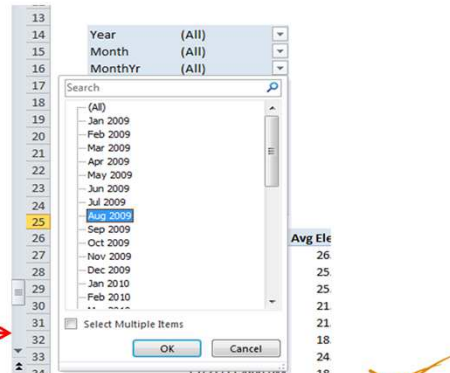 13
14 Year (All)
15 Month (All)
16 MonthYr (All)
17 Search
18 (All)
19 Jan 2009
20 Feb 2009
Mar 2009
21 Apr 2009
22 May 2009
23 Jun 2009
24 Jul 2009
25 Aug 2009
Sep 2009
26 Oct 2009 Avg Ele
27 Nov 2009 26.
28 Dec 2009 25.
29 Jan 2010 25.
30 Feb 2010 21.
31 Select Multiple Items 21.
32 18.
33 OK Cancel 24.